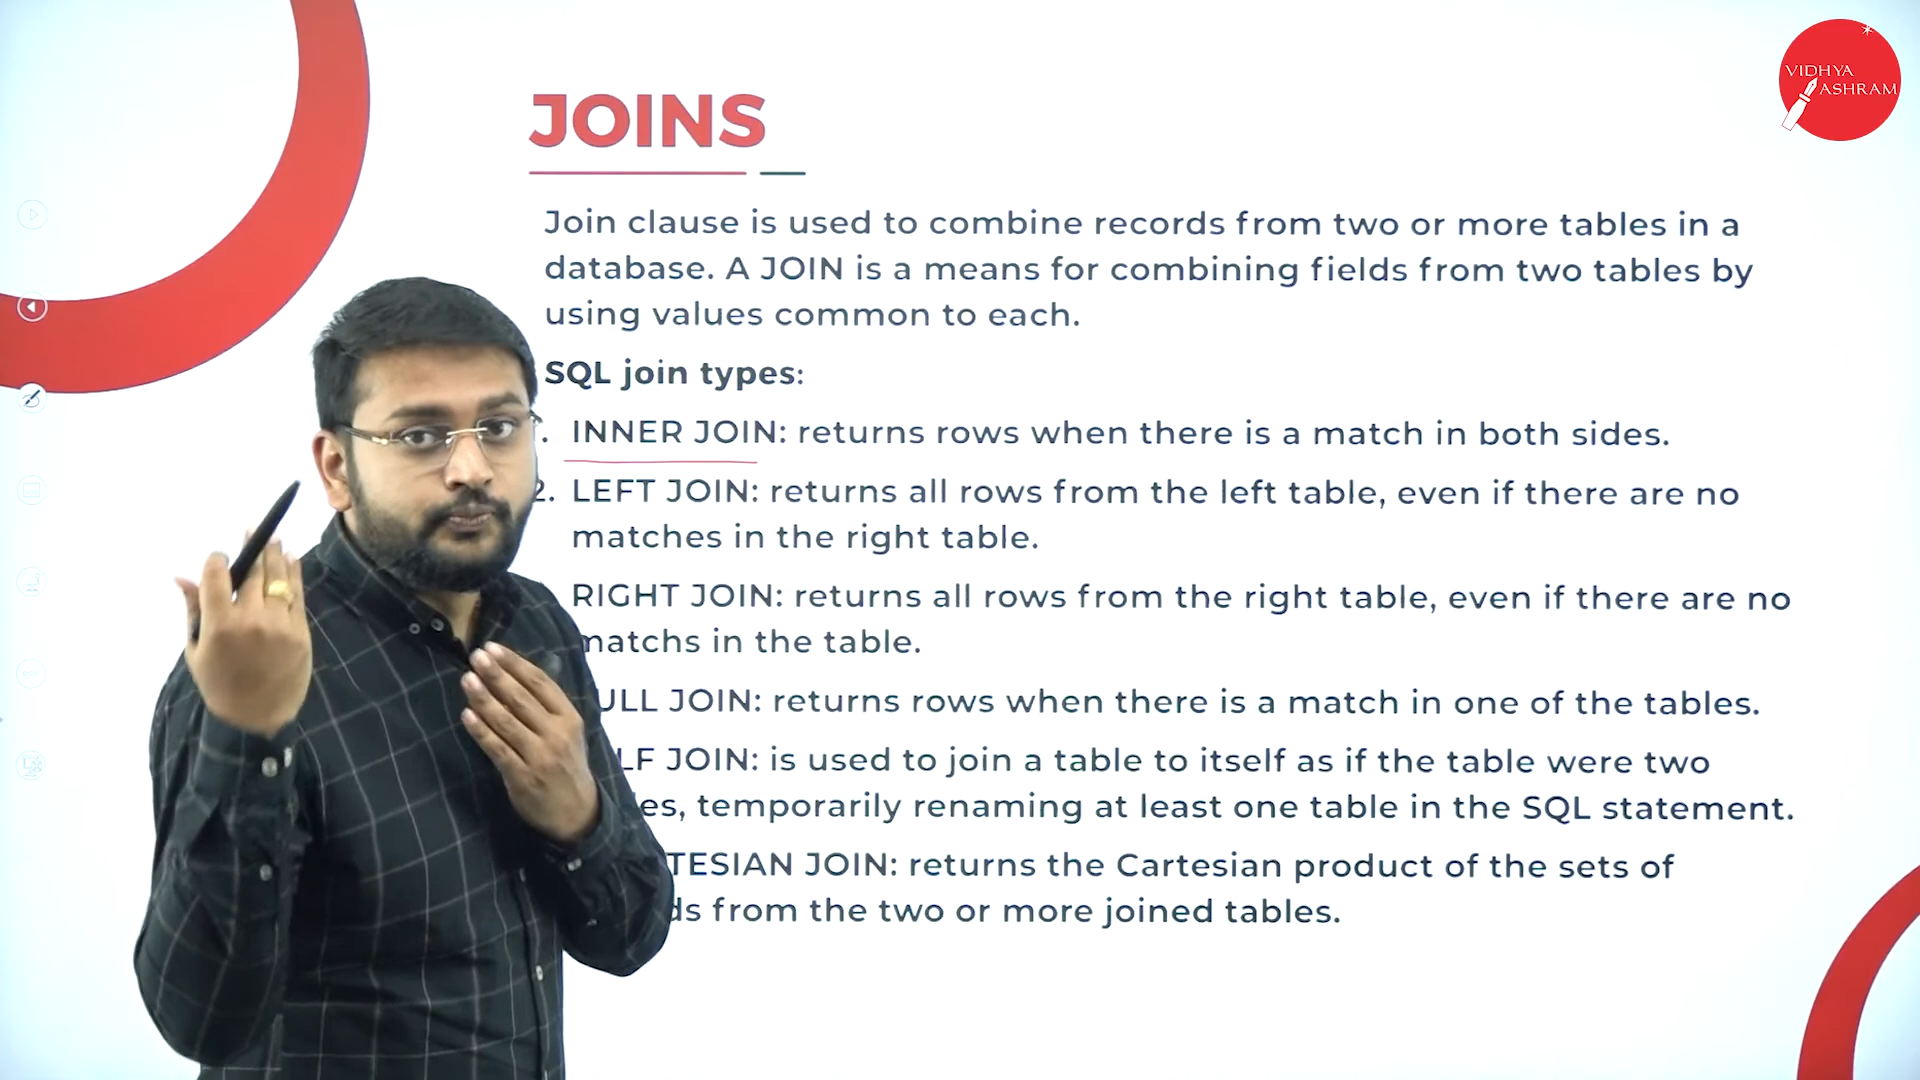 VIDHYA
ASHRAM
JOINS
Join clause is used to combine records from two or more tables in a
database. A JOIN is a means for combining fields from two tables by
using values common to each.
SQL join types:
. INNER JOIN: returns rows when there is a match in both sides.
2. LEFT JOIN: returns all rows from the left table, even if there are no
matches in the right table.
RIGHT JOIN: returns all rows from the right table, even if there are no
matchs in the table.
ULL JOIN: returns rows when there is a match in one of the tables.
LF JOIN: is used to join a table to itself as if the table were two
es, temporarily renaming at least one table in the SQL statement.
TESIAN JOIN: returns the Cartesian product of the sets of
ds from the two or more joined tables.